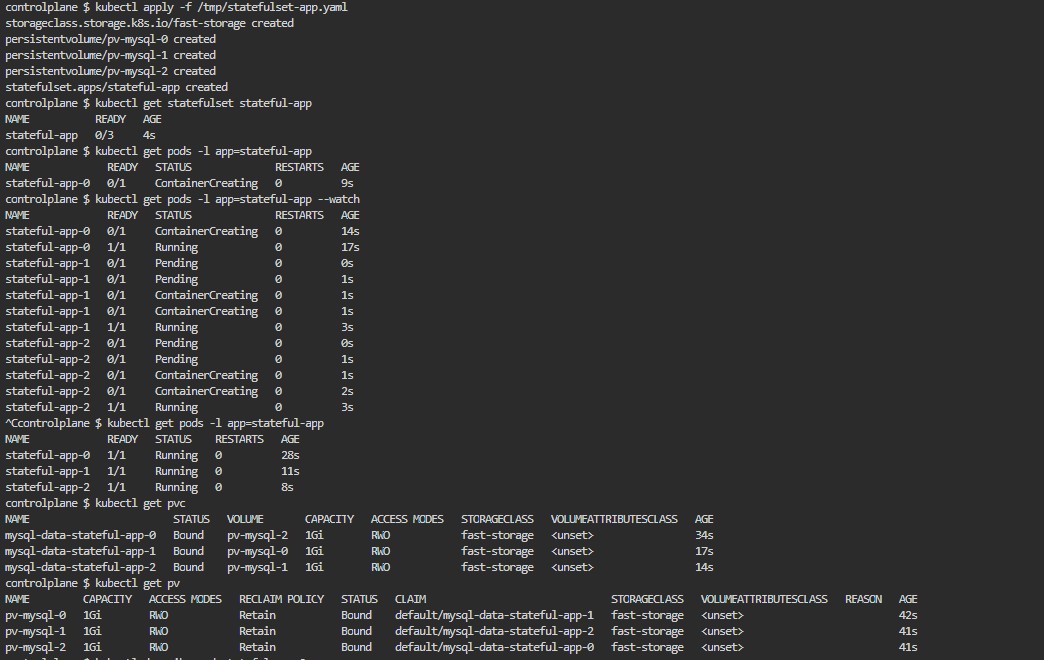 controlplane $ kubectl apply -f /tmp/statefulset-app.yaml
storageclass.storage.k8s.io/fast-storage created
persistentvolume/pv-mysql-0 created
persistentvolume/pv-mysql-1 created
persistentvolume/pv-mysql-2 created
statefulset.apps/stateful-app created
controlplane $ kubectl get statefulset stateful-app
NAME READY AGE
stateful-app 0/3 4s
controlplane $ kubectl get pods -l app=stateful-app
NAME READY STATUS RESTARTS AGE
stateful-app-0 0/1 ContainerCreating 0 9s
controlplane $ kubectl get pods -l app=stateful-app --watch
NAME READY STATUS RESTARTS AGE
stateful-app-0 0/1 ContainerCreating 0 14s
stateful-app-0 1/1 Running 0 17s
stateful-app-1 0/1 Pending 0 0s
stateful-app-1 0/1 Pending 0 1s
stateful-app-1 0/1 ContainerCreating 0 1s
stateful-app-1 0/1 ContainerCreating 0 1s
stateful-app-1 1/1 Running 0 3s
stateful-app-2 0/1 Pending 0 0s
stateful-app-2 0/1 Pending 0 1s
stateful-app-2 0/1 ContainerCreating 0 1s
stateful-app-2 0/1 ContainerCreating 0 2s
stateful-app-2 1/1 Running 0 3s
^Ccontrolplane $ kubectl get pods -l app=stateful-app
NAME READY STATUS RESTARTS AGE
stateful-app-0 1/1 Running 0 28s
stateful-app-1 1/1 Running 0 11s
stateful-app-2 1/1 Running 0 8s
controlplane $ kubectl get pvc
NAME STATUS VOLUME CAPACITY ACCESS MODES STORAGECLASS VOLUMEATTRIBUTESCLASS AGE
mysql-data-stateful-app-0 Bound pv-mysql-2 1Gi RWO fast-storage <unset> 34s
mysql-data-stateful-app-1 Bound pv-mysql-0 1Gi RWO fast-storage <unset> 17s
mysql-data-stateful-app-2 Bound pv-mysql-1 1Gi RWO fast-storage <unset> 14s
controlplane $ kubectl get pv
NAME CAPACITY ACCESS MODES RECLAIM POLICY STATUS CLAIM STORAGECLASS VOLUMEATTRIBUTESCLASS REASON AGE
pv-mysql-0 1Gi RWO Retain Bound default/mysql-data-stateful-app-1 fast-storage <unset> 42s
pv-mysql-1 1Gi RWO Retain Bound default/mysql-data-stateful-app-2 fast-storage <unset> 41s
pv-mysql-2 1Gi RWO Retain Bound default/mysql-data-stateful-app-0 fast-storage <unset> 41s